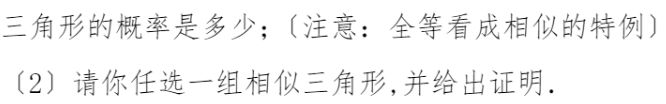 三角形的概率是多少;〔注意：全等看成相似的特例〕
〔2〕请你任选一组相似三角形,并给出证明.